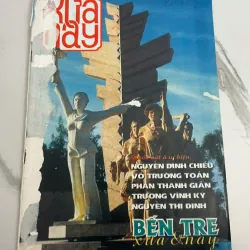 XƯA
nay
NGUYỄN ĐÌNH CHIỂU
VÕ TRƯỜNG TOẢN
PHAN THANH GIẢN
TRƯƠNG VĨNH KÝ
NGUYỄN THỊ ĐỊNH
BẾN TRE
xưa & nay